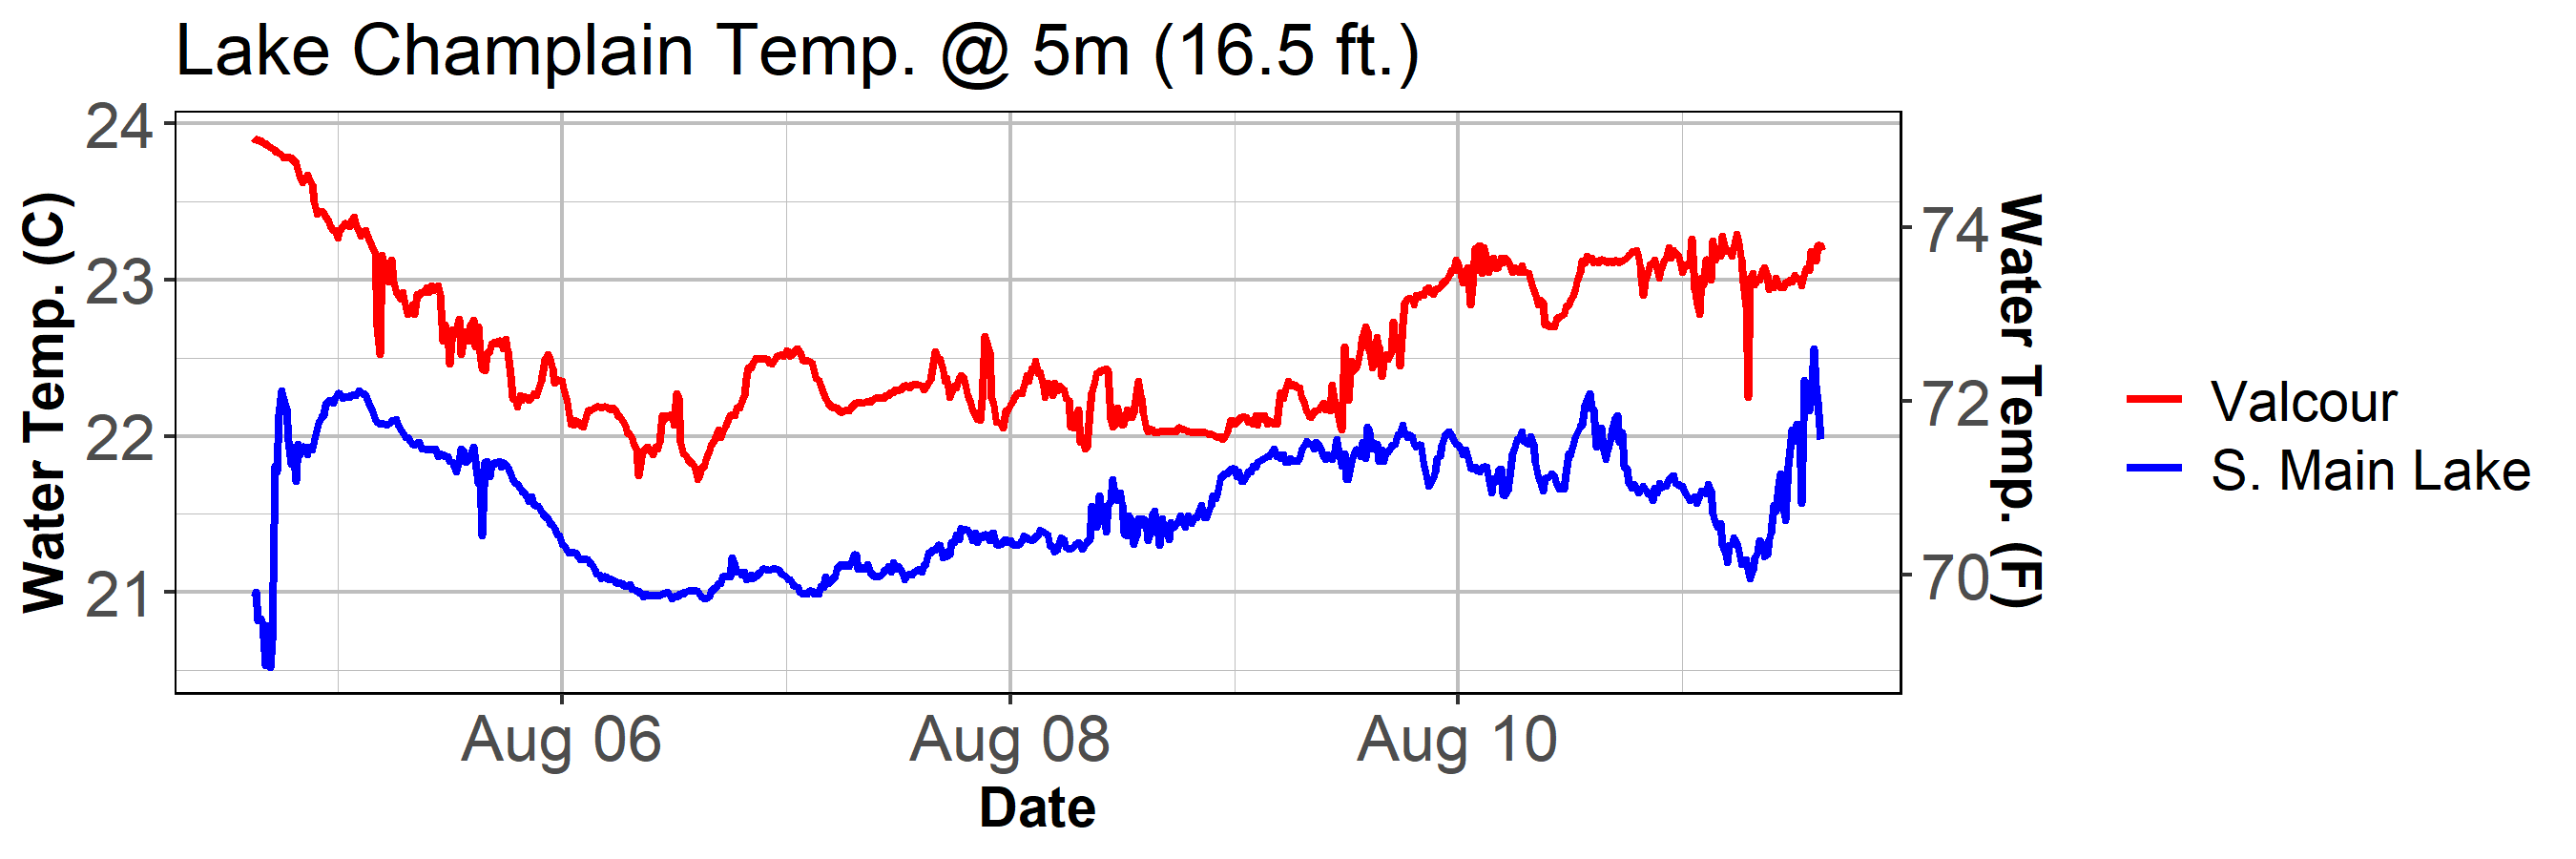 Lake Champlain Temp. @ 5m (16.5 ft.)
24
23
22
21
Water Temp. (C)
74
72
70
Water Temp. (F)
Valcour
S. Main Lake
Aug 06 Aug 08 Aug 10
Date